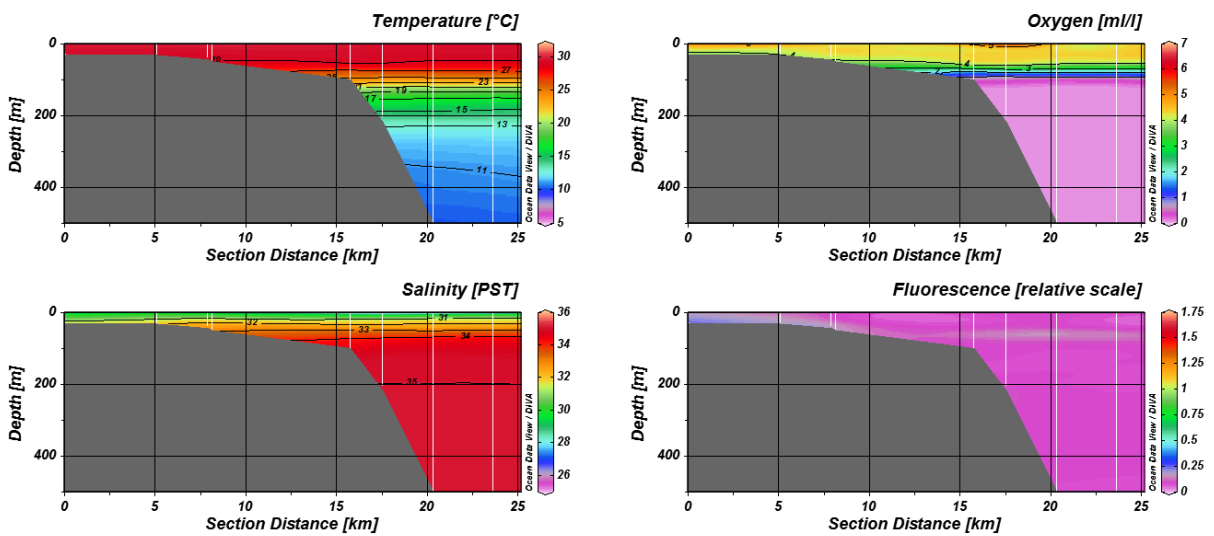 Temperature [°C]
0
200
400
Depth [m]
29
27
25
23
19
17
15
13
11
Ocean Data View / DIVA
30
25
20
15
10
5
0 5 10 15 20 25
Section Distance [km]
Oxygen [ml/l]
0
200
400
Depth [m]
5
4
4
3
2
Ocean Data View / DIVA
7
6
5
4
3
2
1
0
0 5 10 15 20 25
Section Distance [km]
Salinity [PST]
0
200
400
Depth [m]
31
32
33
34
35
Ocean Data View / DIVA
36
34
32
30
28
26
0 5 10 15 20 25
Section Distance [km]
Fluorescence [relative scale]
0
200
400
Depth [m]
Ocean Data View / DIVA
1.75
1.5
1.25
1
0.75
0.5
0.25
0
0 5 10 15 20 25
Section Distance [km]